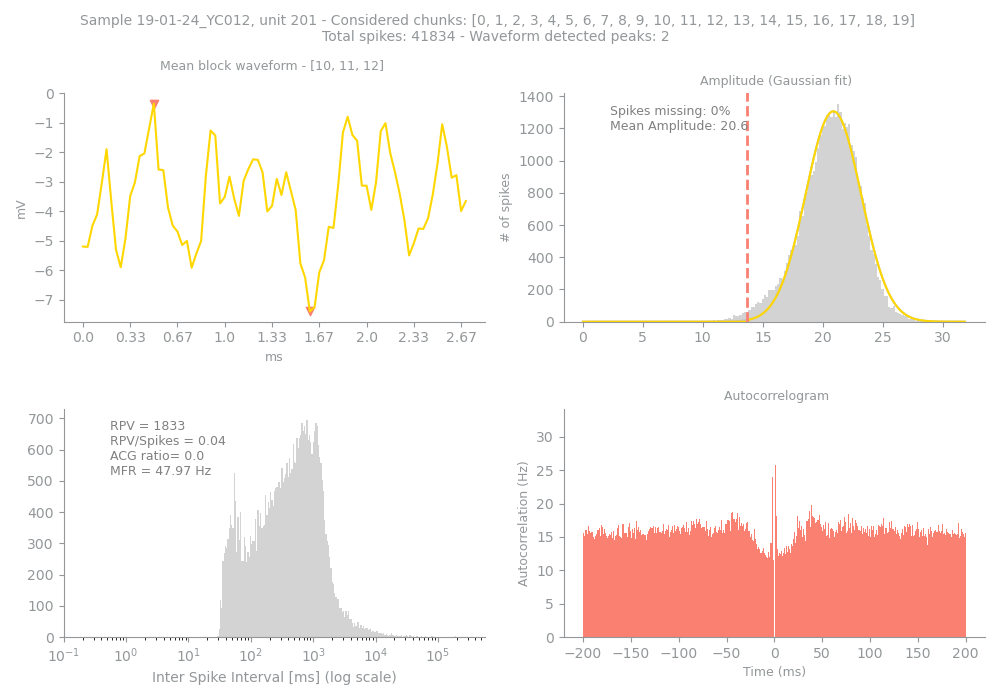 Sample 19-01-24_YC012, unit 201 - Considered chunks: [0, 1, 2, 3, 4, 5, 6, 7, 8, 9, 10, 11, 12, 13, 14, 15, 16, 17, 18, 19]
Total spikes: 41834 - Waveform detected peaks: 2
Mean block waveform - [10, 11, 12]
0
−1
−2
−3
−4
−5
−6
−7
mV
0.0 0.33 0.67 1.0 1.33 1.67 2.0 2.33 2.67
ms
Amplitude (Gaussian fit)
Spikes missing: 0%
Mean Amplitude: 20.6
1400
1200
1000
800
600
400
200
0
# of spikes
0 5 10 15 20 25 30
RPV = 1833
RPV/Spikes = 0.04
ACG ratio= 0.0
MFR = 47.97 Hz
700
600
500
400
300
200
100
0
10⁻¹ 10⁰ 10¹ 10² 10³ 10⁴ 10⁵
Inter Spike Interval [ms] (log scale)
Autocorrelogram
30
25
20
15
10
5
0
Autocorrelation (Hz)
−200 −150 −100 −50 0 50 100 150 200
Time (ms)